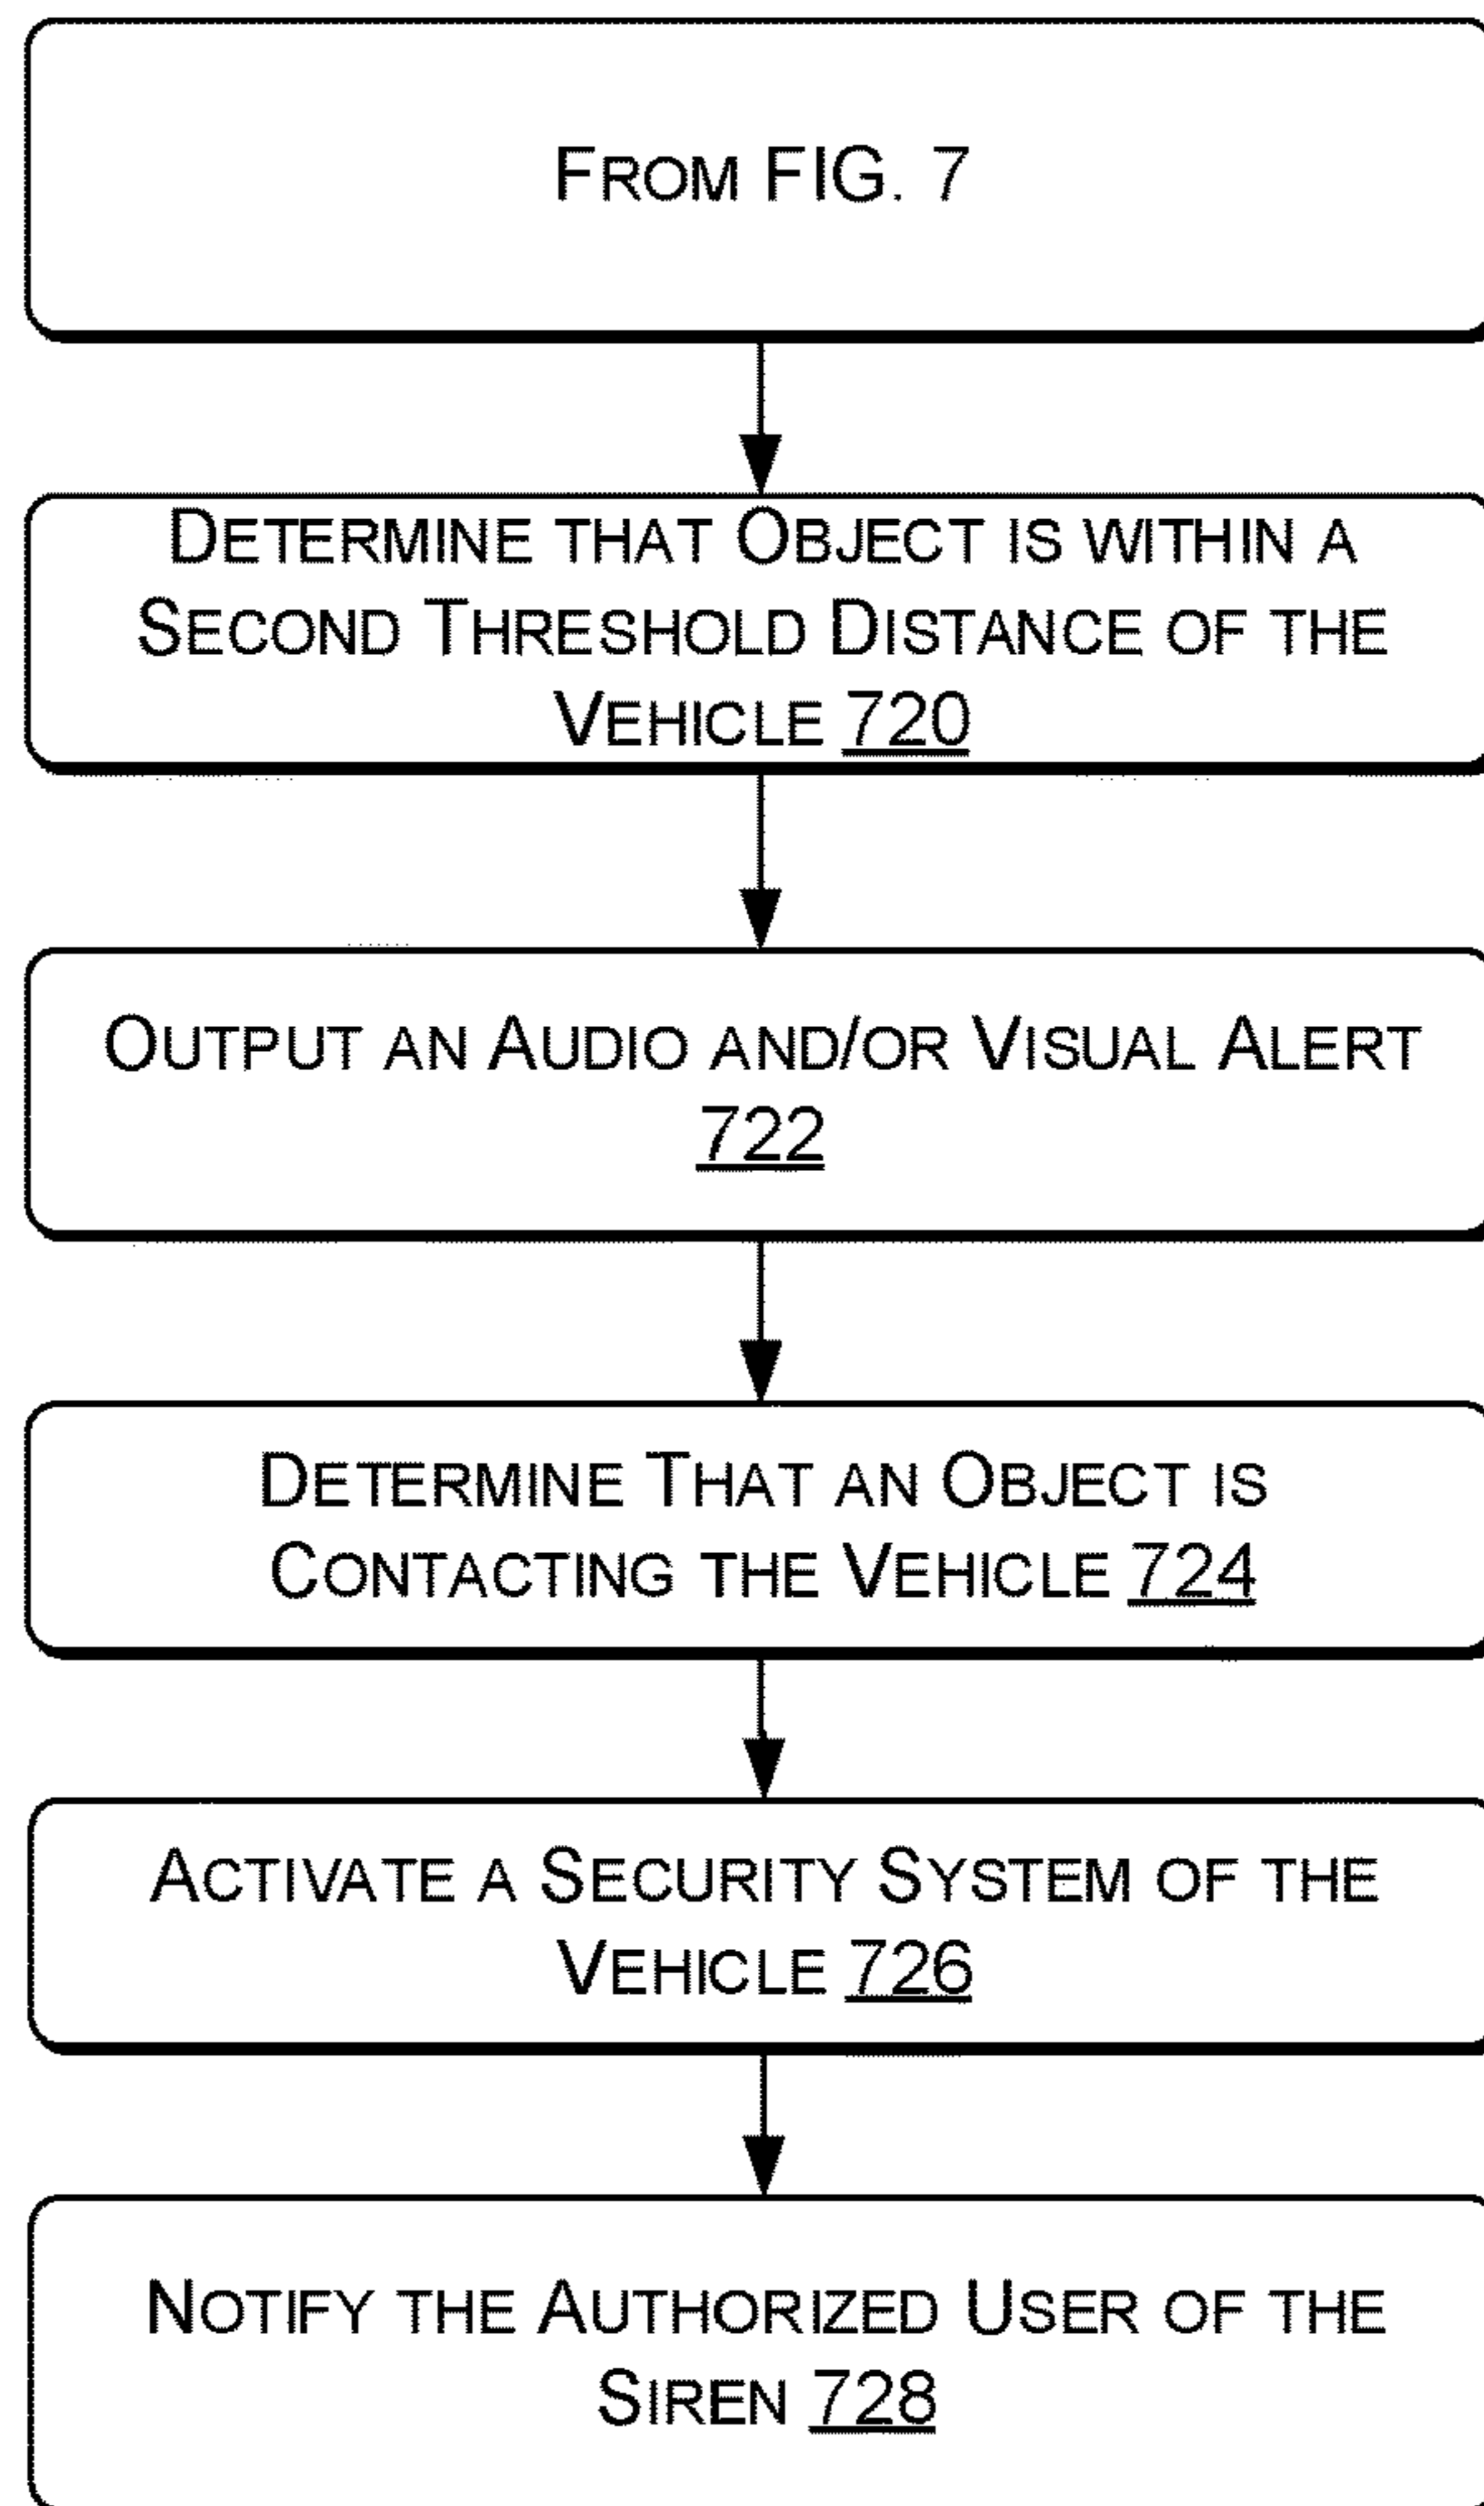 FROM FIG. 7
DETERMINE THAT OBJECT IS WITHIN A
SECOND THRESHOLD DISTANCE OF THE
VEHICLE 720
OUTPUT AN AUDIO AND/OR VISUAL ALERT
722
DETERMINE THAT AN OBJECT IS
CONTACTING THE VEHICLE 724
ACTIVATE A SECURITY SYSTEM OF THE
VEHICLE 726
NOTIFY THE AUTHORIZED USER OF THE
SIREN 728